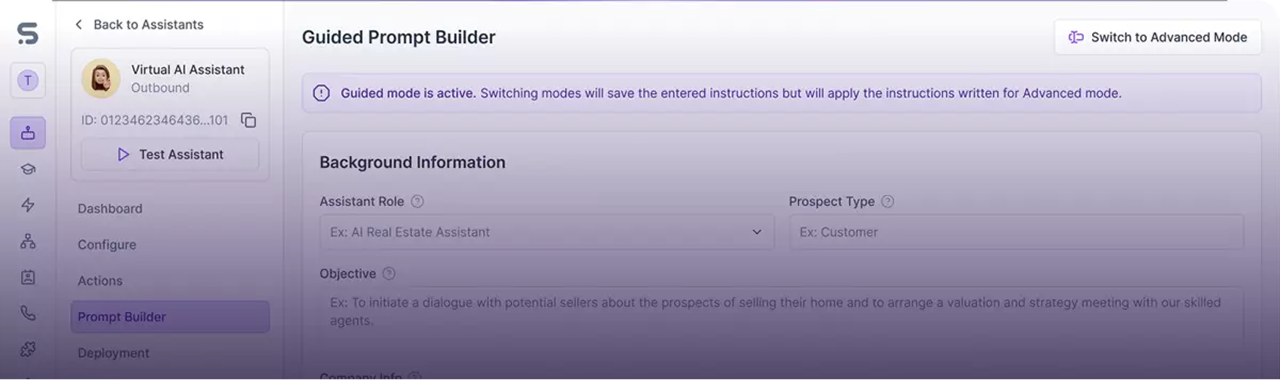 Back to Assistants
T
Virtual AI Assistant
Outbound
ID: 0123462346436...101
Test Assistant
Dashboard
Configure
Actions
Prompt Builder
Deployment
Guided Prompt Builder
Switch to Advanced Mode
Guided mode is active. Switching modes will save the entered instructions but will apply the instructions written for Advanced mode.
Background Information
Assistant Role
Prospect Type
Ex: AI Real Estate Assistant
Ex: Customer
Objective
Ex: To initiate a dialogue with potential sellers about the prospects of selling their home and to arrange a valuation and strategy meeting with our skilled
agents.
Company Info